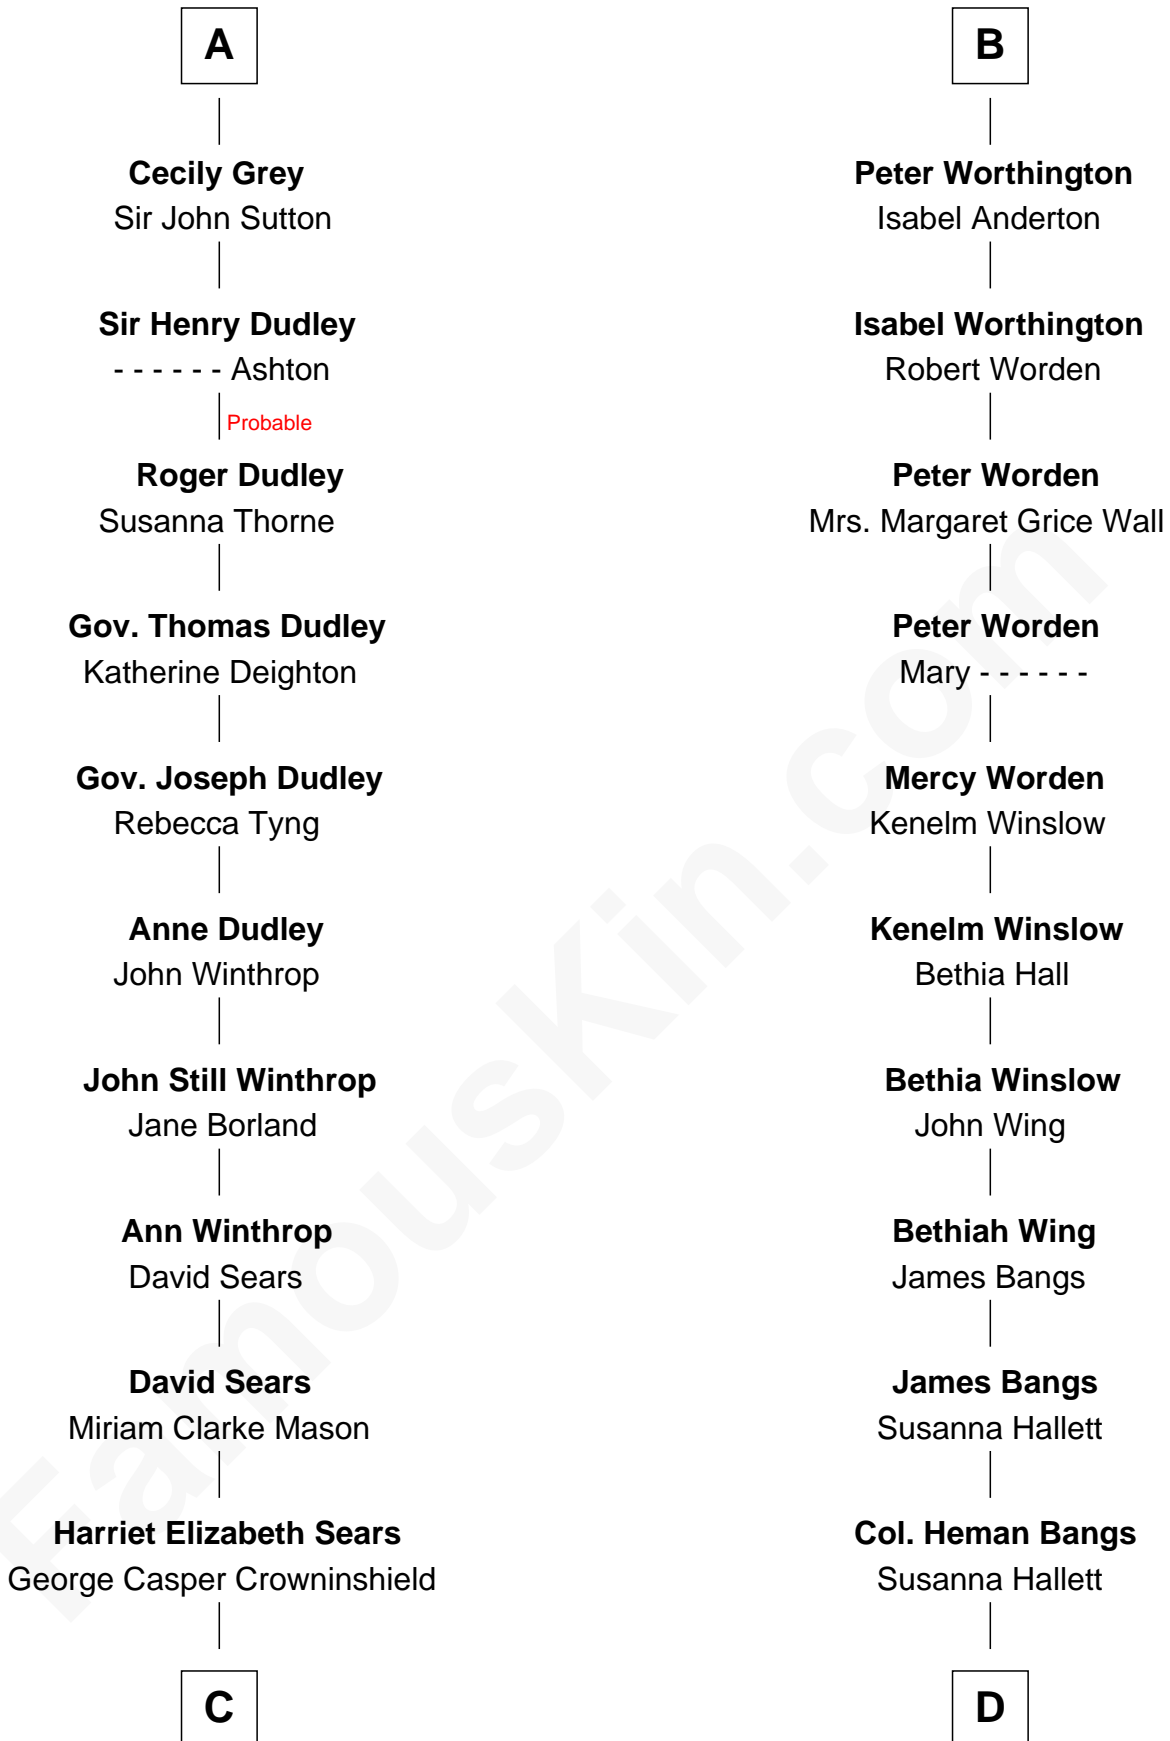 A
Cecily Grey
Sir John Sutton
Sir Henry Dudley
- - - - - - Ashton
Probable
Roger Dudley
Susanna Thorne
Gov. Thomas Dudley
Katherine Deighton
Gov. Joseph Dudley
Rebecca Tyng
Anne Dudley
John Winthrop
John Still Winthrop
Jane Borland
Ann Winthrop
David Sears
David Sears
Miriam Clarke Mason
Harriet Elizabeth Sears
George Casper Crowninshield
C
B
Peter Worthington
Isabel Anderton
Isabel Worthington
Robert Worden
Peter Worden
Mrs. Margaret Grice Wall
Peter Worden
Mary - - - - - -
Mercy Worden
Kenelm Winslow
Kenelm Winslow
Bethia Hall
Bethia Winslow
John Wing
Bethiah Wing
James Bangs
James Bangs
Susanna Hallett
Col. Heman Bangs
Susanna Hallett
D
FamousKin.com